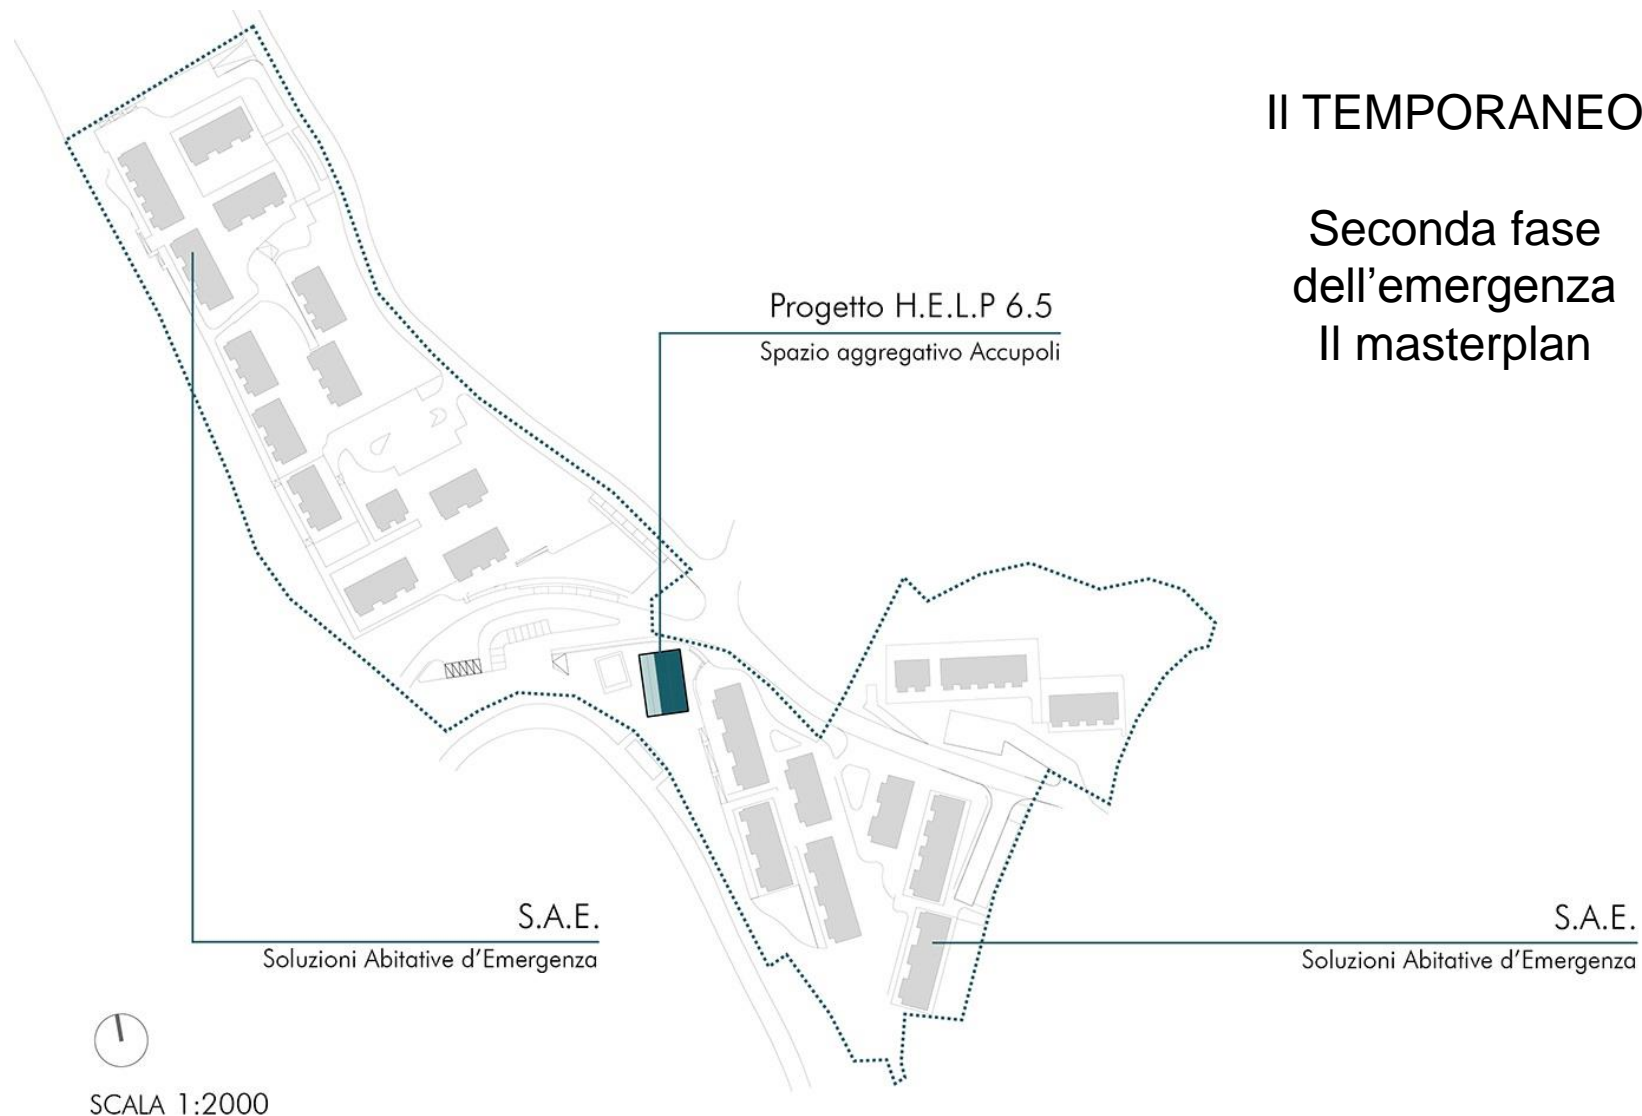 Il TEMPORANEO
Seconda fase
dell’emergenza
Il masterplan
Progetto H.E.L.P 6.5
Spazio aggregativo Accupoli
S.A.E.
Soluzioni Abitative d’Emergenza
S.A.E.
Soluzioni Abitative d’Emergenza
SCALA 1:2000